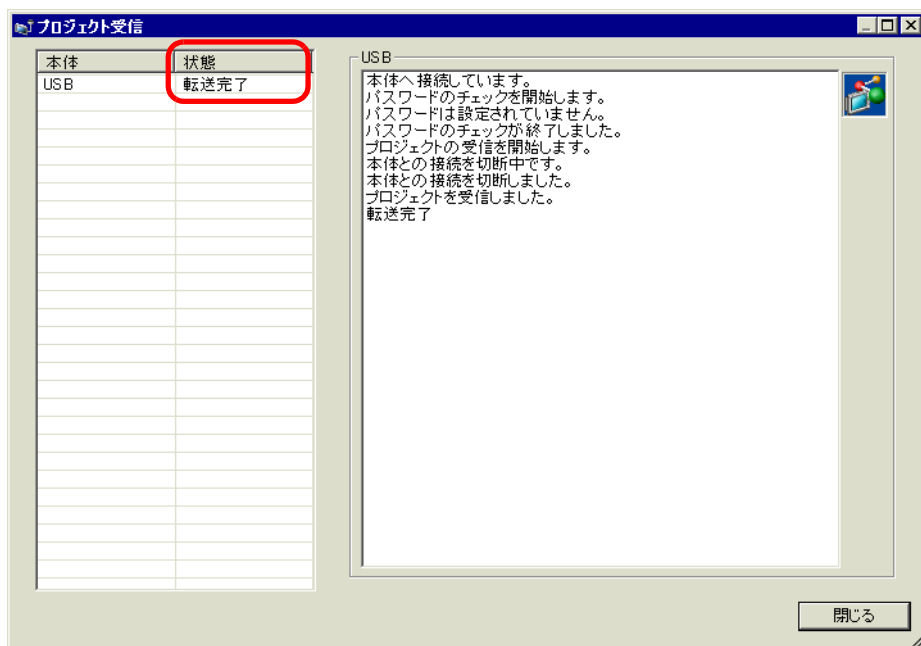 プロジェクト受信
本体 状態
USB 転送完了
USB
本体へ接続しています。
パスワードのチェックを開始します。
パスワードは設定されていません。
パスワードのチェックが終了しました。
プロジェクトの受信を開始します。
本体との接続を切断中です。
本体との接続を切断しました。
プロジェクトを受信しました。
転送完了
閉じる